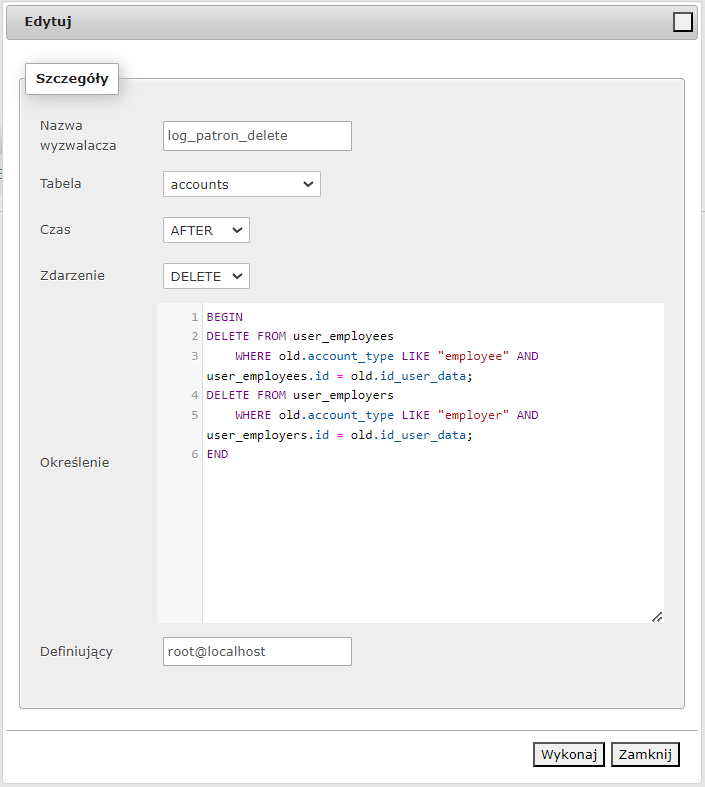 Edytuj
Szczegóły
Nazwa
wyzwalacza
log_patron_delete
Tabela
accounts
Czas
AFTER
Zdarzenie
DELETE
Określenie
1 BEGIN
2 DELETE FROM user_employees
3 WHERE old.account_type LIKE "employee" AND
user_employees.id = old.id_user_data;
4 DELETE FROM user_employers
5 WHERE old.account_type LIKE "employer" AND
user_employers.id = old.id_user_data;
6 END
Definiujący
root@localhost
Wykonaj
Zamknij